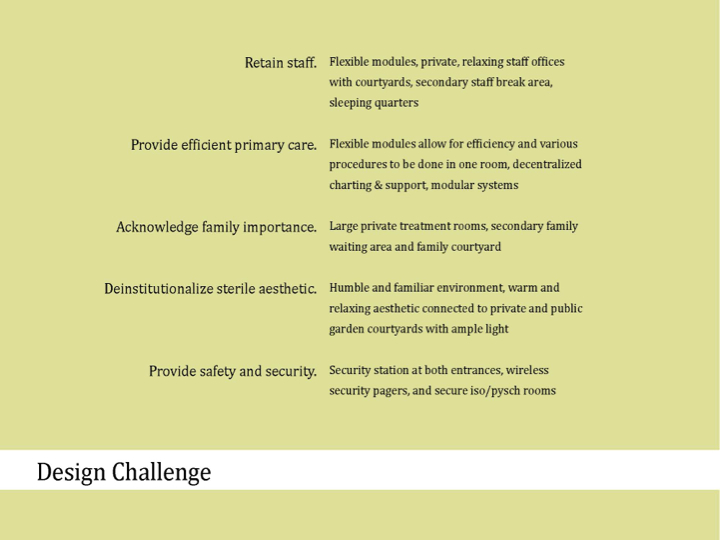 Retain staff. Flexible modules, private, relaxing staff offices
with courtyards, secondary staff break area,
sleeping quarters
Provide efficient primary care. Flexible modules allow for efficiency and various
procedures to be done in one room, decentralized
charting & support, modular systems
Acknowledge family importance. Large private treatment rooms, secondary family
waiting area and family courtyard
Deinstitutionalize sterile aesthetic. Humble and familiar environment, warm and
relaxing aesthetic connected to private and public
garden courtyards with ample light
Provide safety and security. Security station at both entrances, wireless
security pagers, and secure iso/pysch rooms
Design Challenge